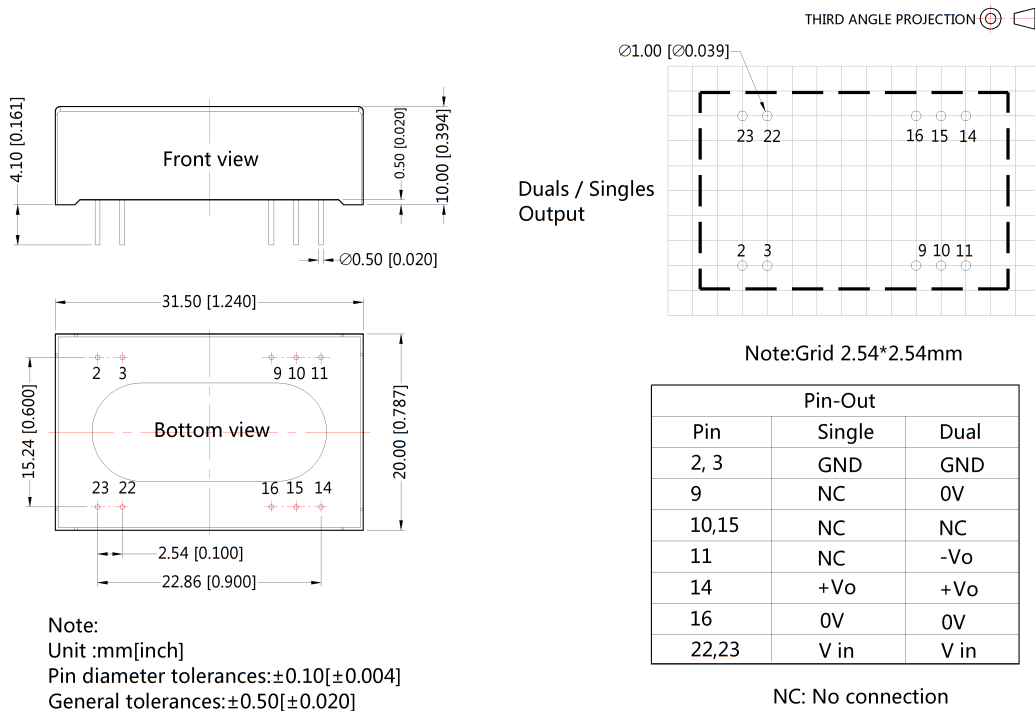 THIRD ANGLE PROJECTION
∅1.00 [∅0.039]
23 22 16 15 14
Duals / Singles
Output
2 3 9 10 11
Note:Grid 2.54*2.54mm
4.10 [0.161]
Front view
0.50 [0.020]
10.00 [0.394]
∅0.50 [0.020]
31.50 [1.240]
2 3 9 10 11
15.24 [0.600]
Bottom view
20.00 [0.787]
23 22 16 15 14
2.54 [0.100]
22.86 [0.900]
Note:
Unit :mm[inch]
Pin diameter tolerances:±0.10[±0.004]
General tolerances:±0.50[±0.020]
Pin-Out
Pin Single Dual
2, 3 GND GND
9 NC 0V
10,15 NC NC
11 NC -Vo
14 +Vo +Vo
16 0V 0V
22,23 V in V in
NC: No connection